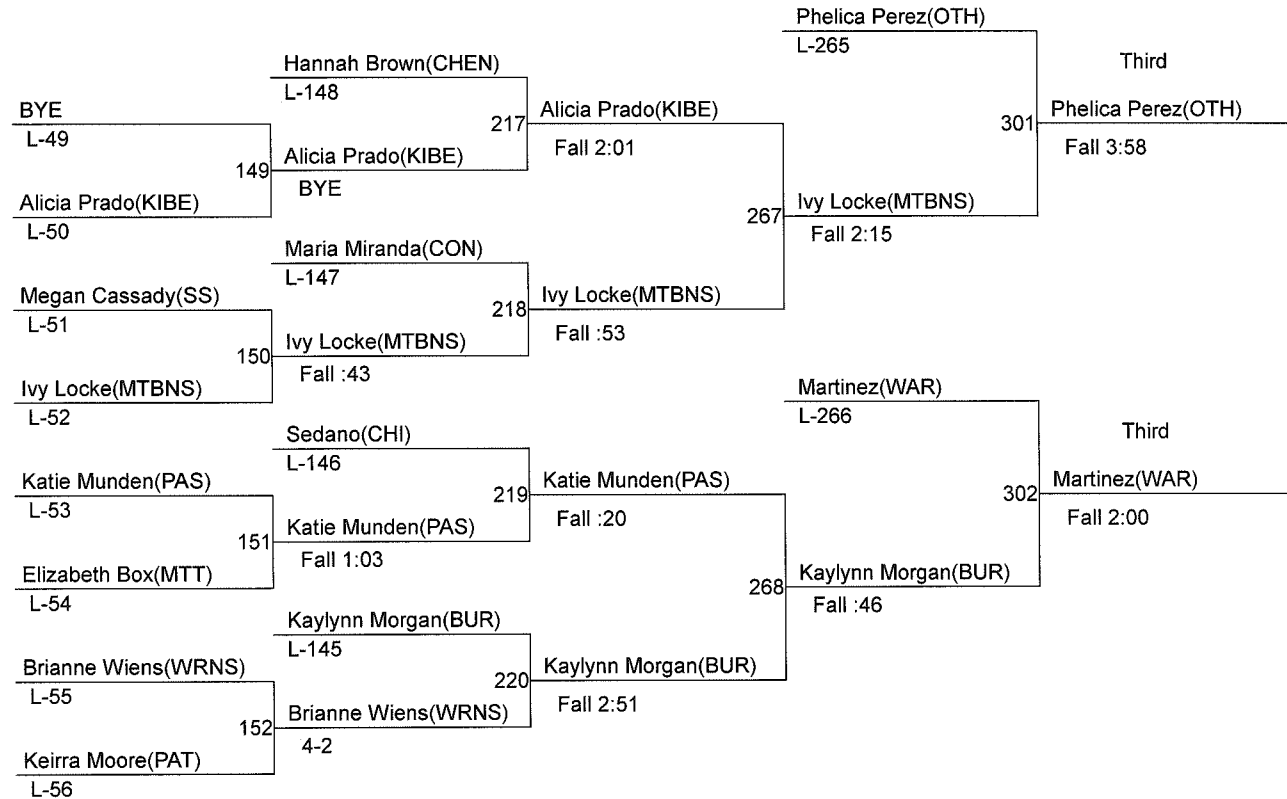 Phelica Perez(OTH)
L-265
Third
Hannah Brown(CHEN)
L-148
BYE
L-49
217
Alicia Prado(KIBE)
Fall 2:01
301
Phelica Perez(OTH)
Fall 3:58
149
Alicia Prado(KIBE)
BYE
Alicia Prado(KIBE)
L-50
267
Ivy Locke(MTBNS)
Fall 2:15
Maria Miranda(CON)
L-147
Megan Cassady(SS)
L-51
218
Ivy Locke(MTBNS)
Fall :53
150
Ivy Locke(MTBNS)
Fall :43
Ivy Locke(MTBNS)
L-52
Martinez(WAR)
L-266
Third
Sedano(CHI)
L-146
Katie Munden(PAS)
L-53
219
Katie Munden(PAS)
Fall :20
302
Martinez(WAR)
Fall 2:00
151
Katie Munden(PAS)
Fall 1:03
Elizabeth Box(MTT)
L-54
268
Kaylynn Morgan(BUR)
Fall :46
Kaylynn Morgan(BUR)
L-145
Brianne Wiens(WRNS)
L-55
220
Kaylynn Morgan(BUR)
Fall 2:51
152
Brianne Wiens(WRNS)
4-2
Keirra Moore(PAT)
L-56